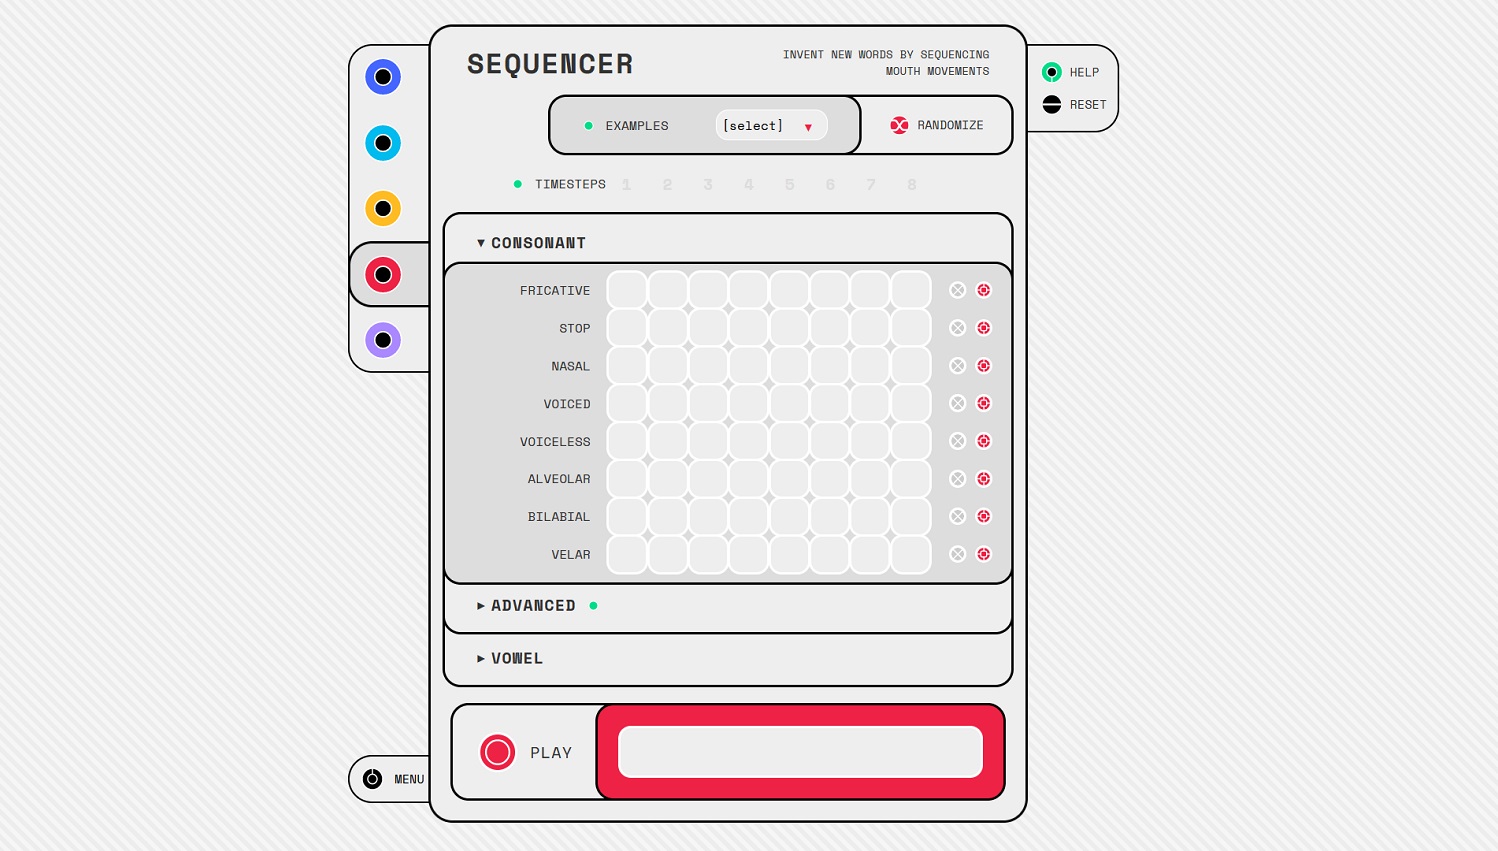 SEQUENCER
INVENT NEW WORDS BY SEQUENCING
MOUTH MOVEMENTS
HELP
RESET
EXAMPLES [select] RANDOMIZE
TIMESTEPS 1 2 3 4 5 6 7 8
CONSONANT
FRICATIVE
STOP
NASAL
VOICED
VOICELESS
ALVEOLAR
BILABIAL
VELAR
ADVANCED
VOWEL
PLAY
MENU